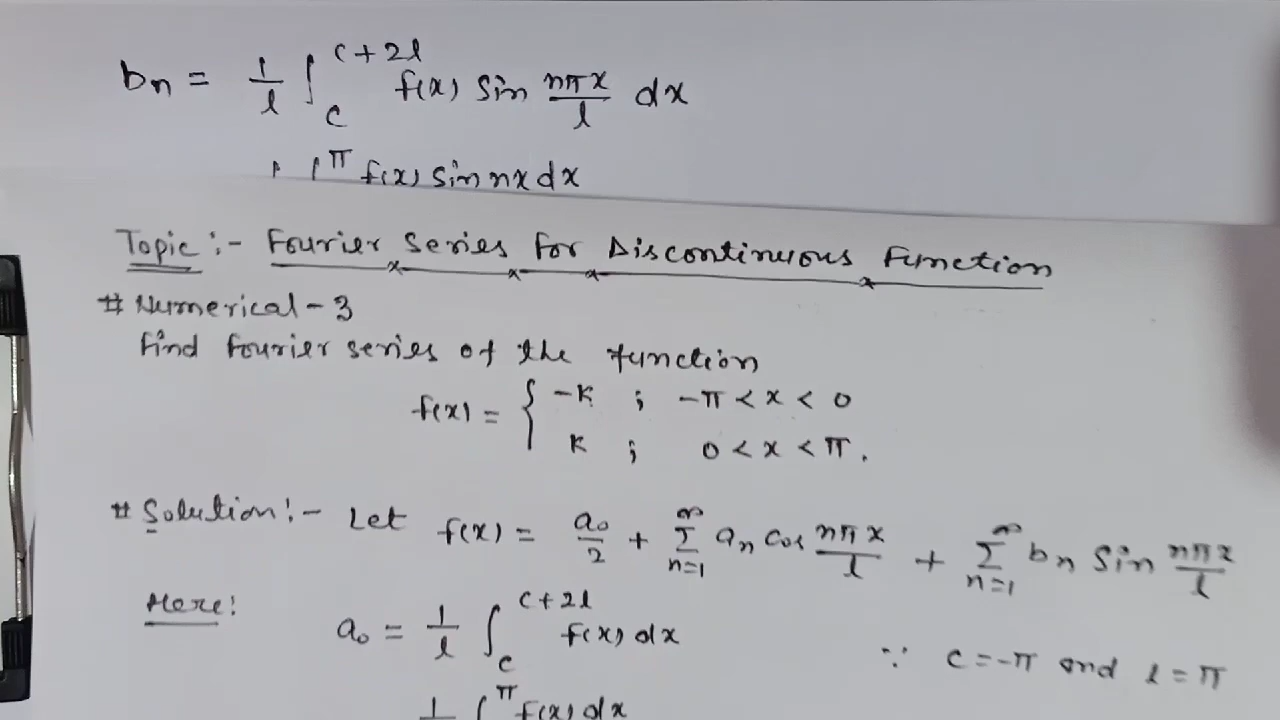 bn = 1/l ∫_c^{c+2l} f(x) sin nπx/l dx
∫^π f(x) sin nx dx
Topic :- Fourier Series For Discontinuous Function
# Numerical - 3
Find Fourier series of the function
f(x) = { -K ; -π < x < 0
K ; 0 < x < π.
# Solution :- Let f(x) = a₀/2 + Σ_{n=1}^∞ an cos nπx/l + Σ_{n=1}^∞ bn sin nπx/l
Here: a₀ = 1/l ∫_c^{c+2l} f(x) dx ∵ c = -π and l = π
1 ∫^π f(x) dx